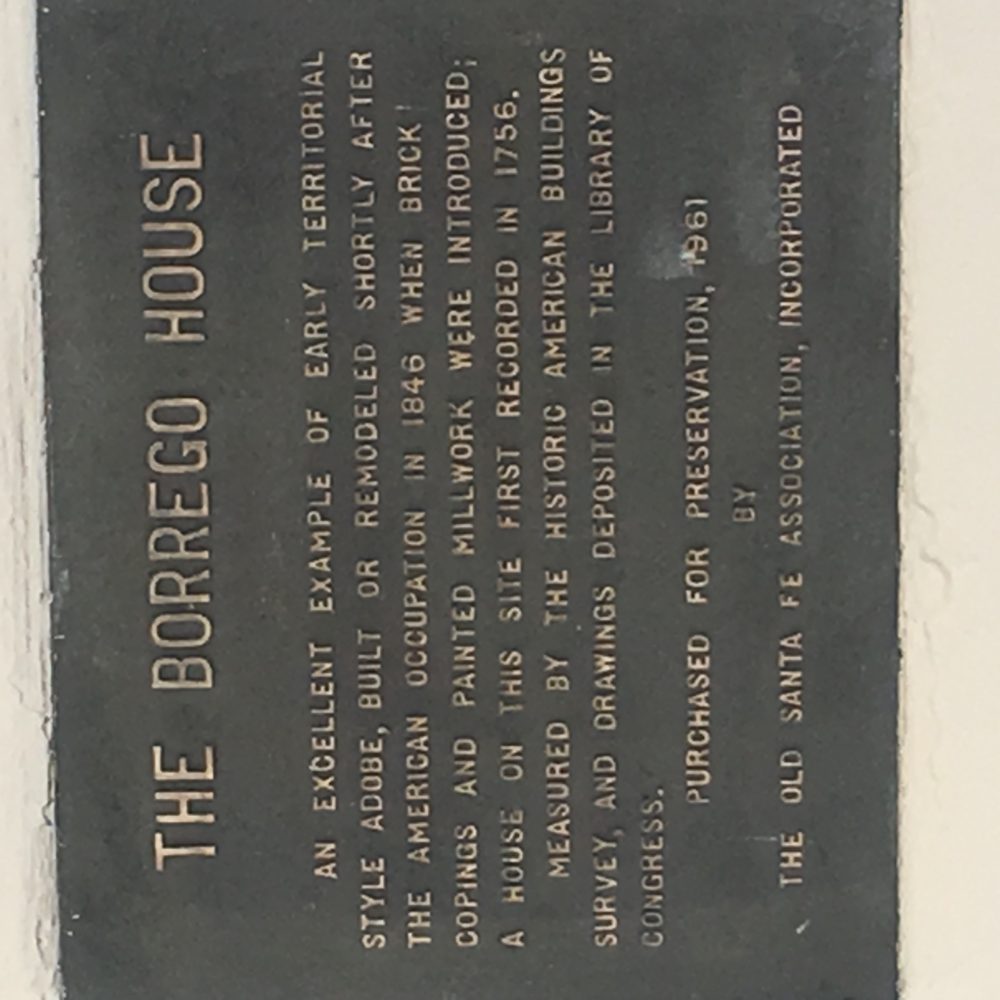 THE BORREGO HOUSE
AN EXCELLENT EXAMPLE OF EARLY TERRITORIAL
STYLE ADOBE, BUILT OR REMODELED SHORTLY AFTER
THE AMERICAN OCCUPATION IN 1846 WHEN BRICK
COPINGS AND PAINTED MILLWORK WERE INTRODUCED;
A HOUSE ON THIS SITE FIRST RECORDED IN 1756.
MEASURED BY THE HISTORIC AMERICAN BUILDINGS
SURVEY, AND DRAWINGS DEPOSITED IN THE LIBRARY OF
CONGRESS.
PURCHASED FOR PRESERVATION, 1961
BY
THE OLD SANTA FE ASSOCIATION, INCORPORATED